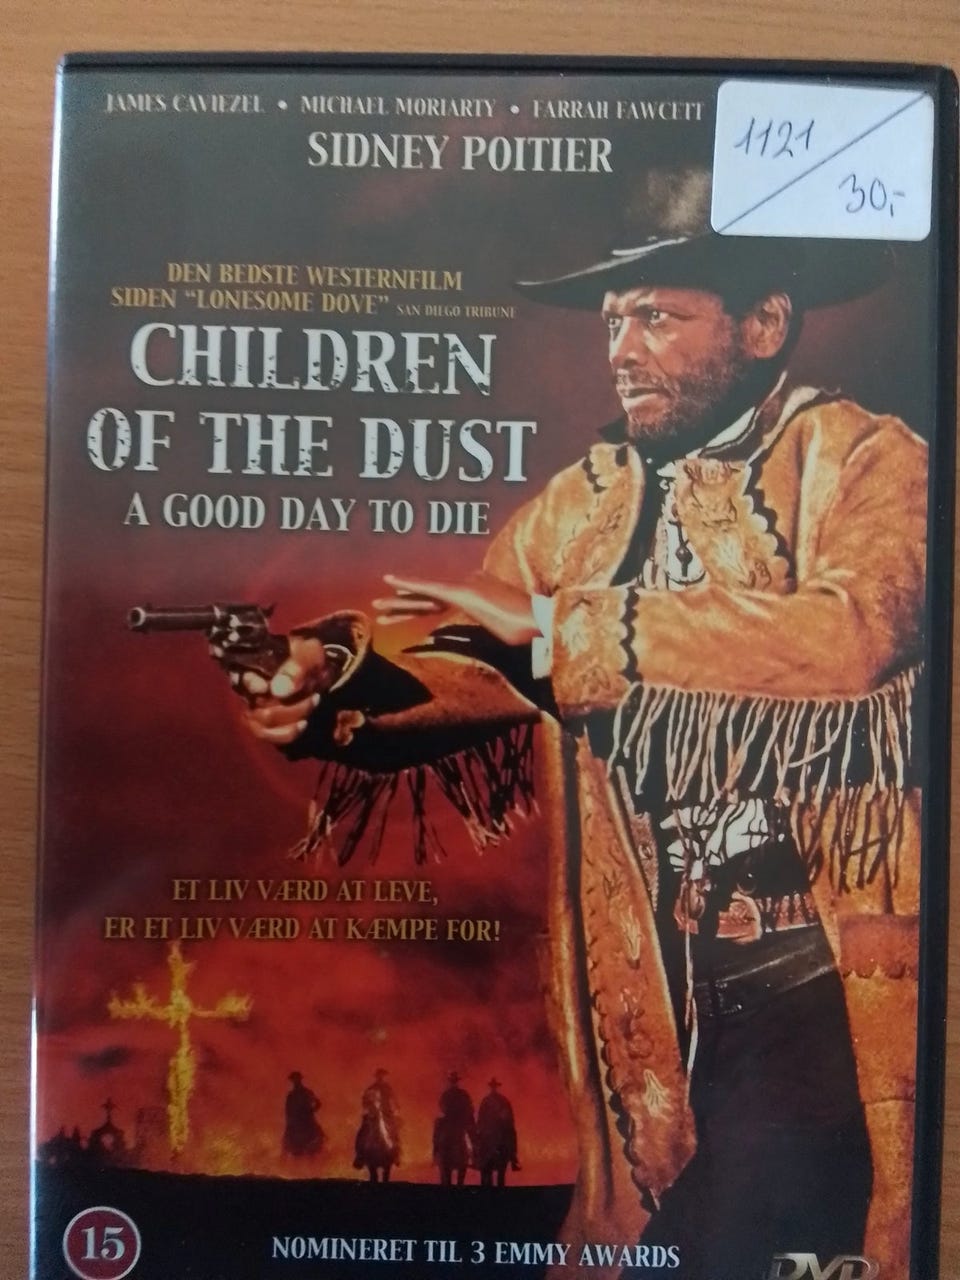 JAMES CAVIEZEL • MICHAEL MORIARTY • FARRAH FAWCETT
SIDNEY POITIER
1121
30,-
DEN BEDSTE WESTERNFILM
SIDEN "LONESOME DOVE" SAN DIEGO TRIBUNE
CHILDREN
OF THE DUST
A GOOD DAY TO DIE
ET LIV VÆRD AT LEVE,
ER ET LIV VÆRD AT KÆMPE FOR!
15
NOMINERET TIL 3 EMMY AWARDS
DVD